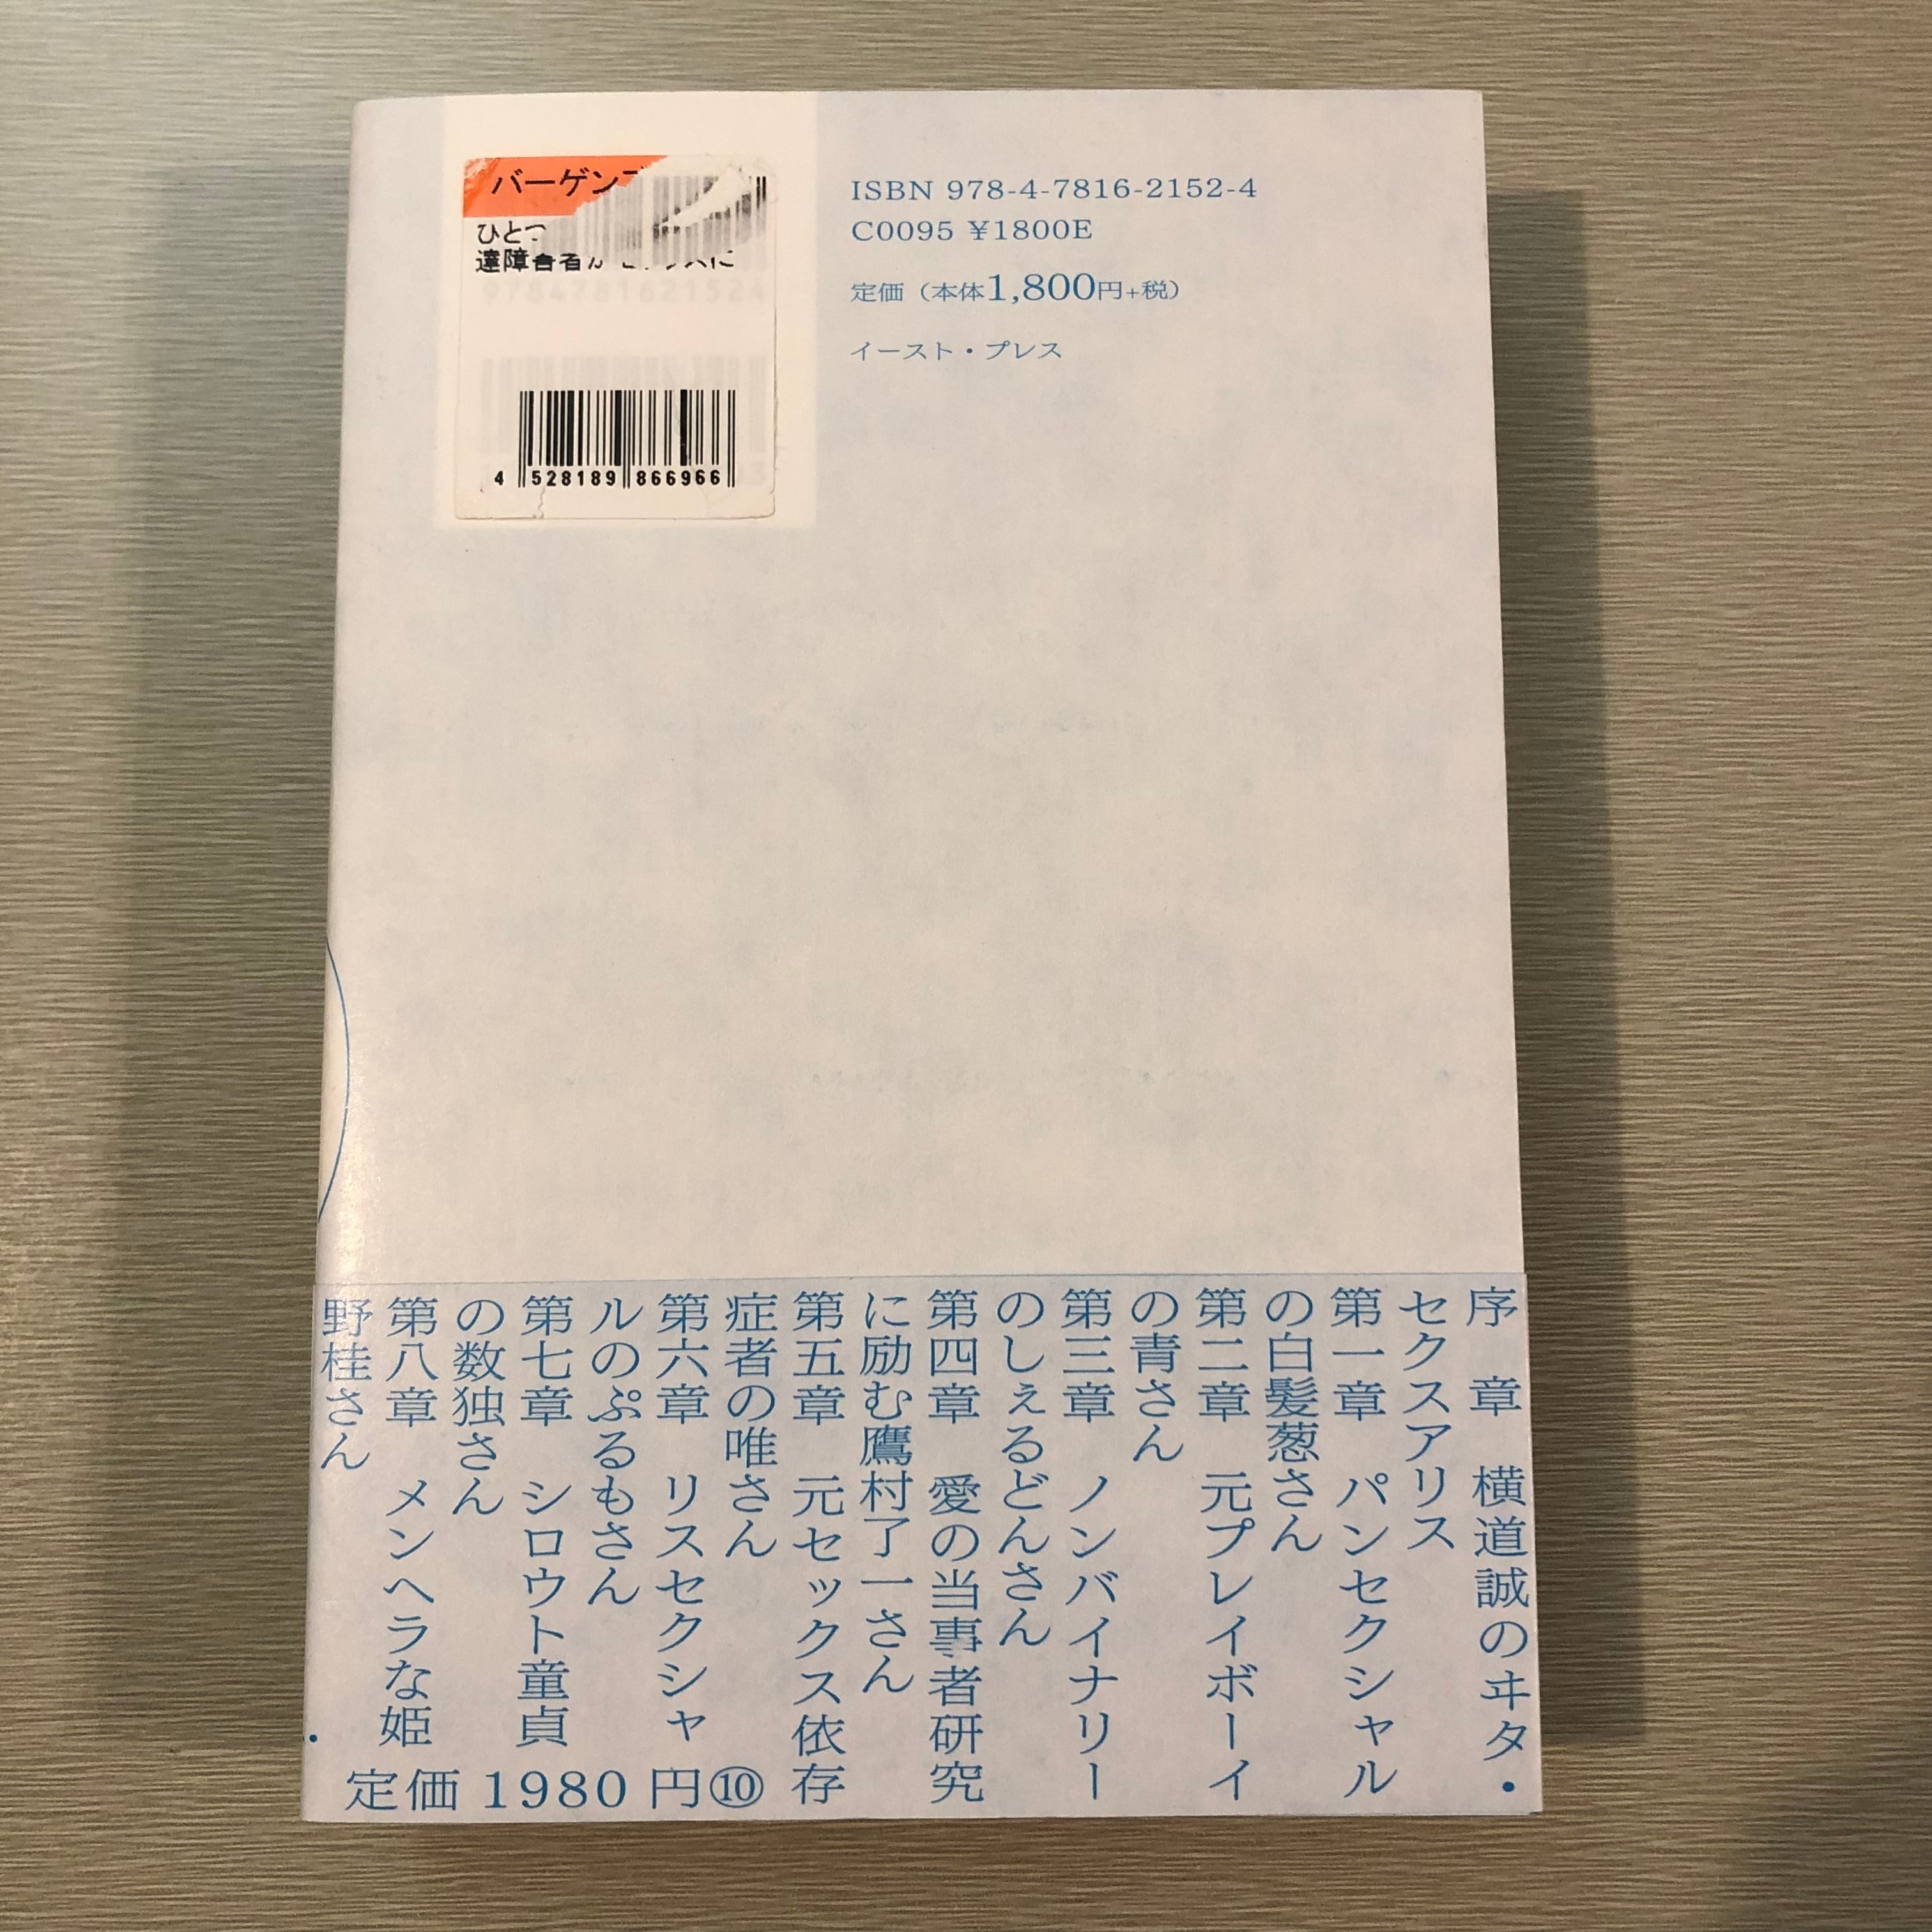 バーゲン
ひとつ
達障害者が
9784781621524
4 528189 866966
ISBN 978-4-7816-2152-4
C0095 ¥1800E
定価（本体1,800円+税）
イースト・プレス
序　章　横道誠のヰタ・
セクスアリス
第一章　パンセクシャル
の白髪葱さん
第二章　元プレイボーイ
の青さん
第三章　ノンバイナリー
のしぇるどんさん
第四章　愛の当事者研究
に励む鷹村了一さん
第五章　元セックス依存
症者の唯さん
第六章　リスセクシャ
ルのぷるもさん
第七章　シロウト童貞
の数独さん
第八章　メンヘラな姫
野桂さん
定価 1980 円⑩